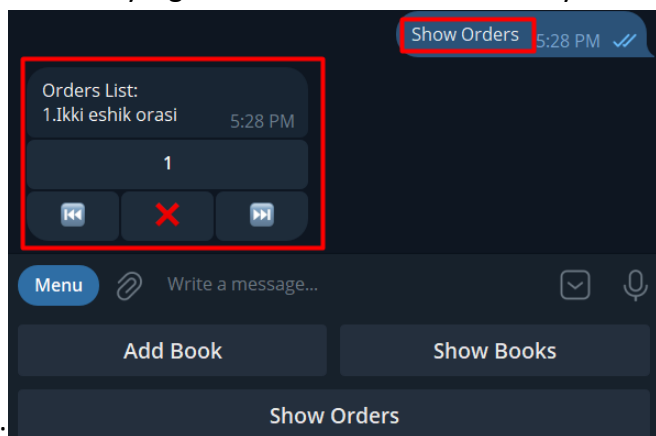 Show Orders 5:28 PM
Orders List:
1.Ikki eshik orasi 5:28 PM
1
⏮ ❌ ⏭
Menu Write a message...
Add Book Show Books
Show Orders
.